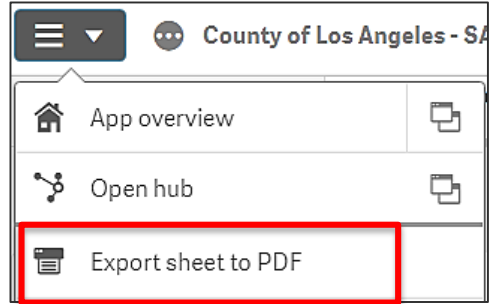 County of Los Angeles - SA
App overview
Open hub
Export sheet to PDF